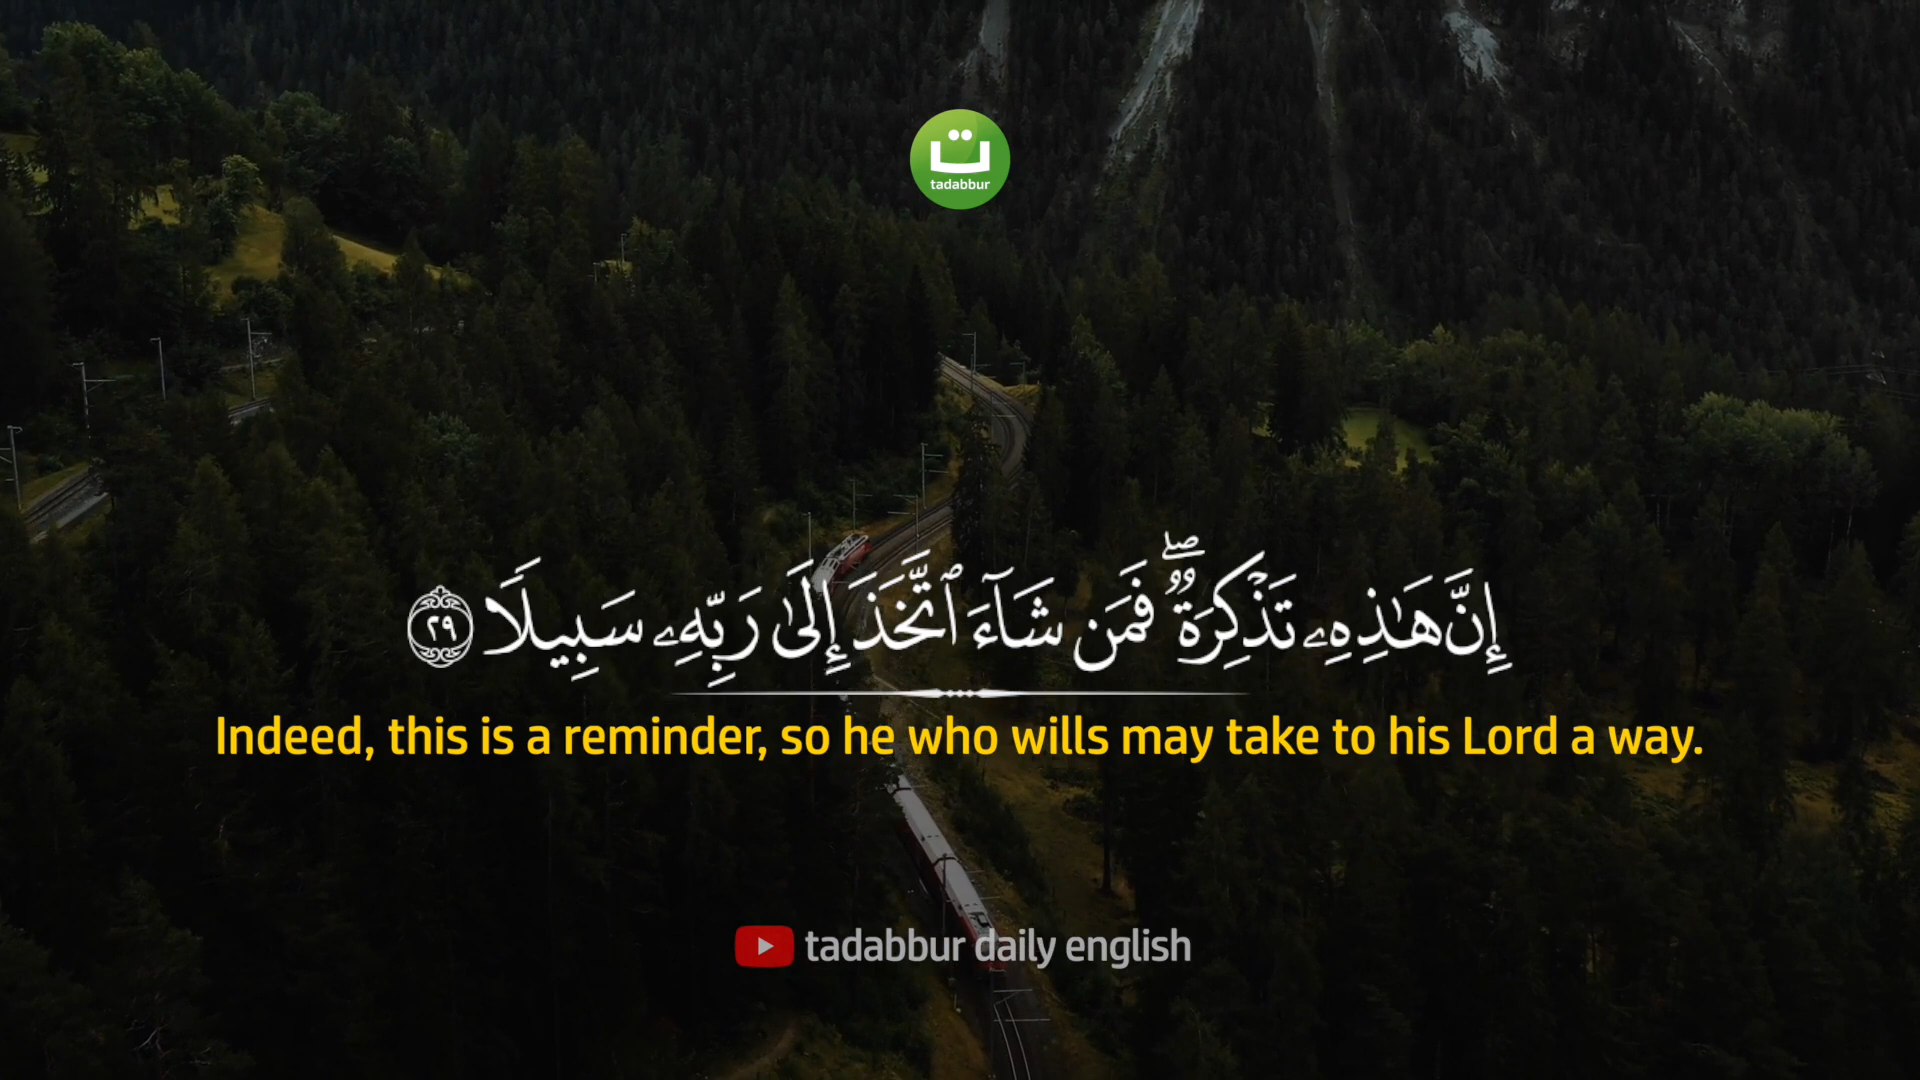 ت
tadabbur
إِنَّ هَـٰذِهِۦ تَذْكِرَةٌۭ ۖ فَمَن شَآءَ ٱتَّخَذَ إِلَىٰ رَبِّهِۦ سَبِيلًا ٢٩
Indeed, this is a reminder, so he who wills may take to his Lord a way.
tadabbur daily english